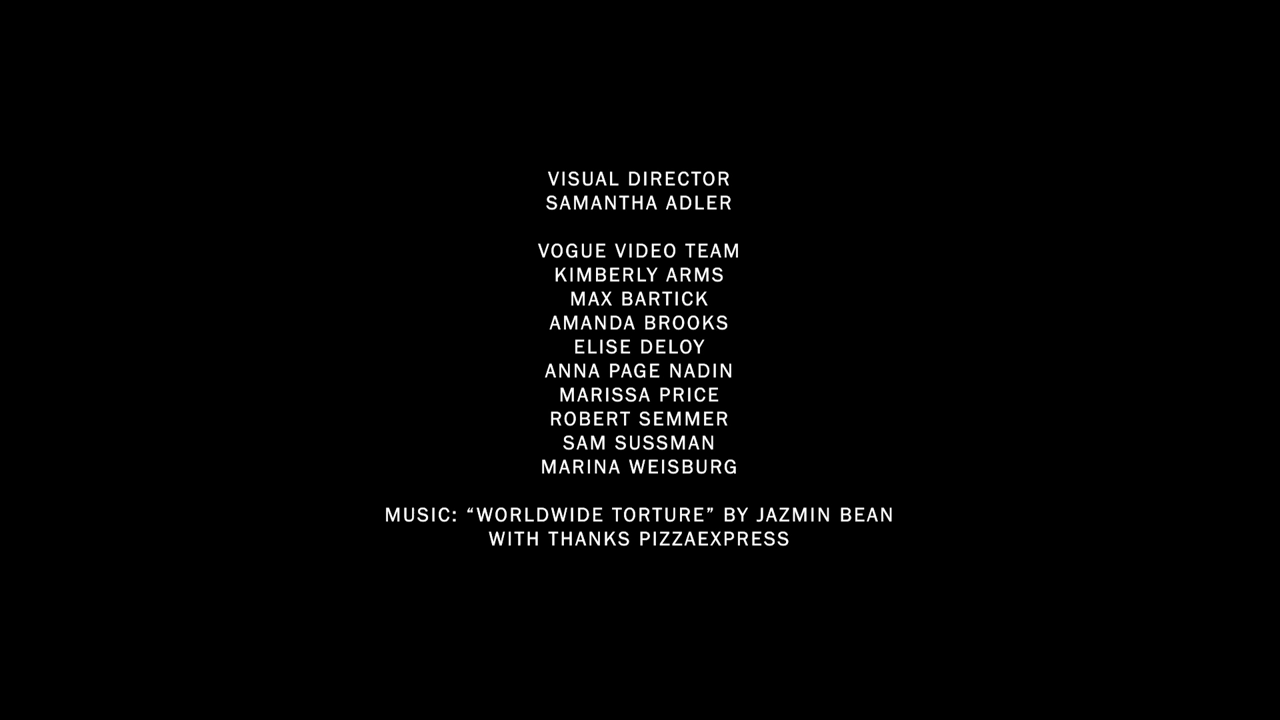 VISUAL DIRECTOR
SAMANTHA ADLER
VOGUE VIDEO TEAM
KIMBERLY ARMS
MAX BARTICK
AMANDA BROOKS
ELISE DELOY
ANNA PAGE NADIN
MARISSA PRICE
ROBERT SEMMER
SAM SUSSMAN
MARINA WEISBURG
MUSIC: “WORLDWIDE TORTURE” BY JAZMIN BEAN
WITH THANKS PIZZAEXPRESS